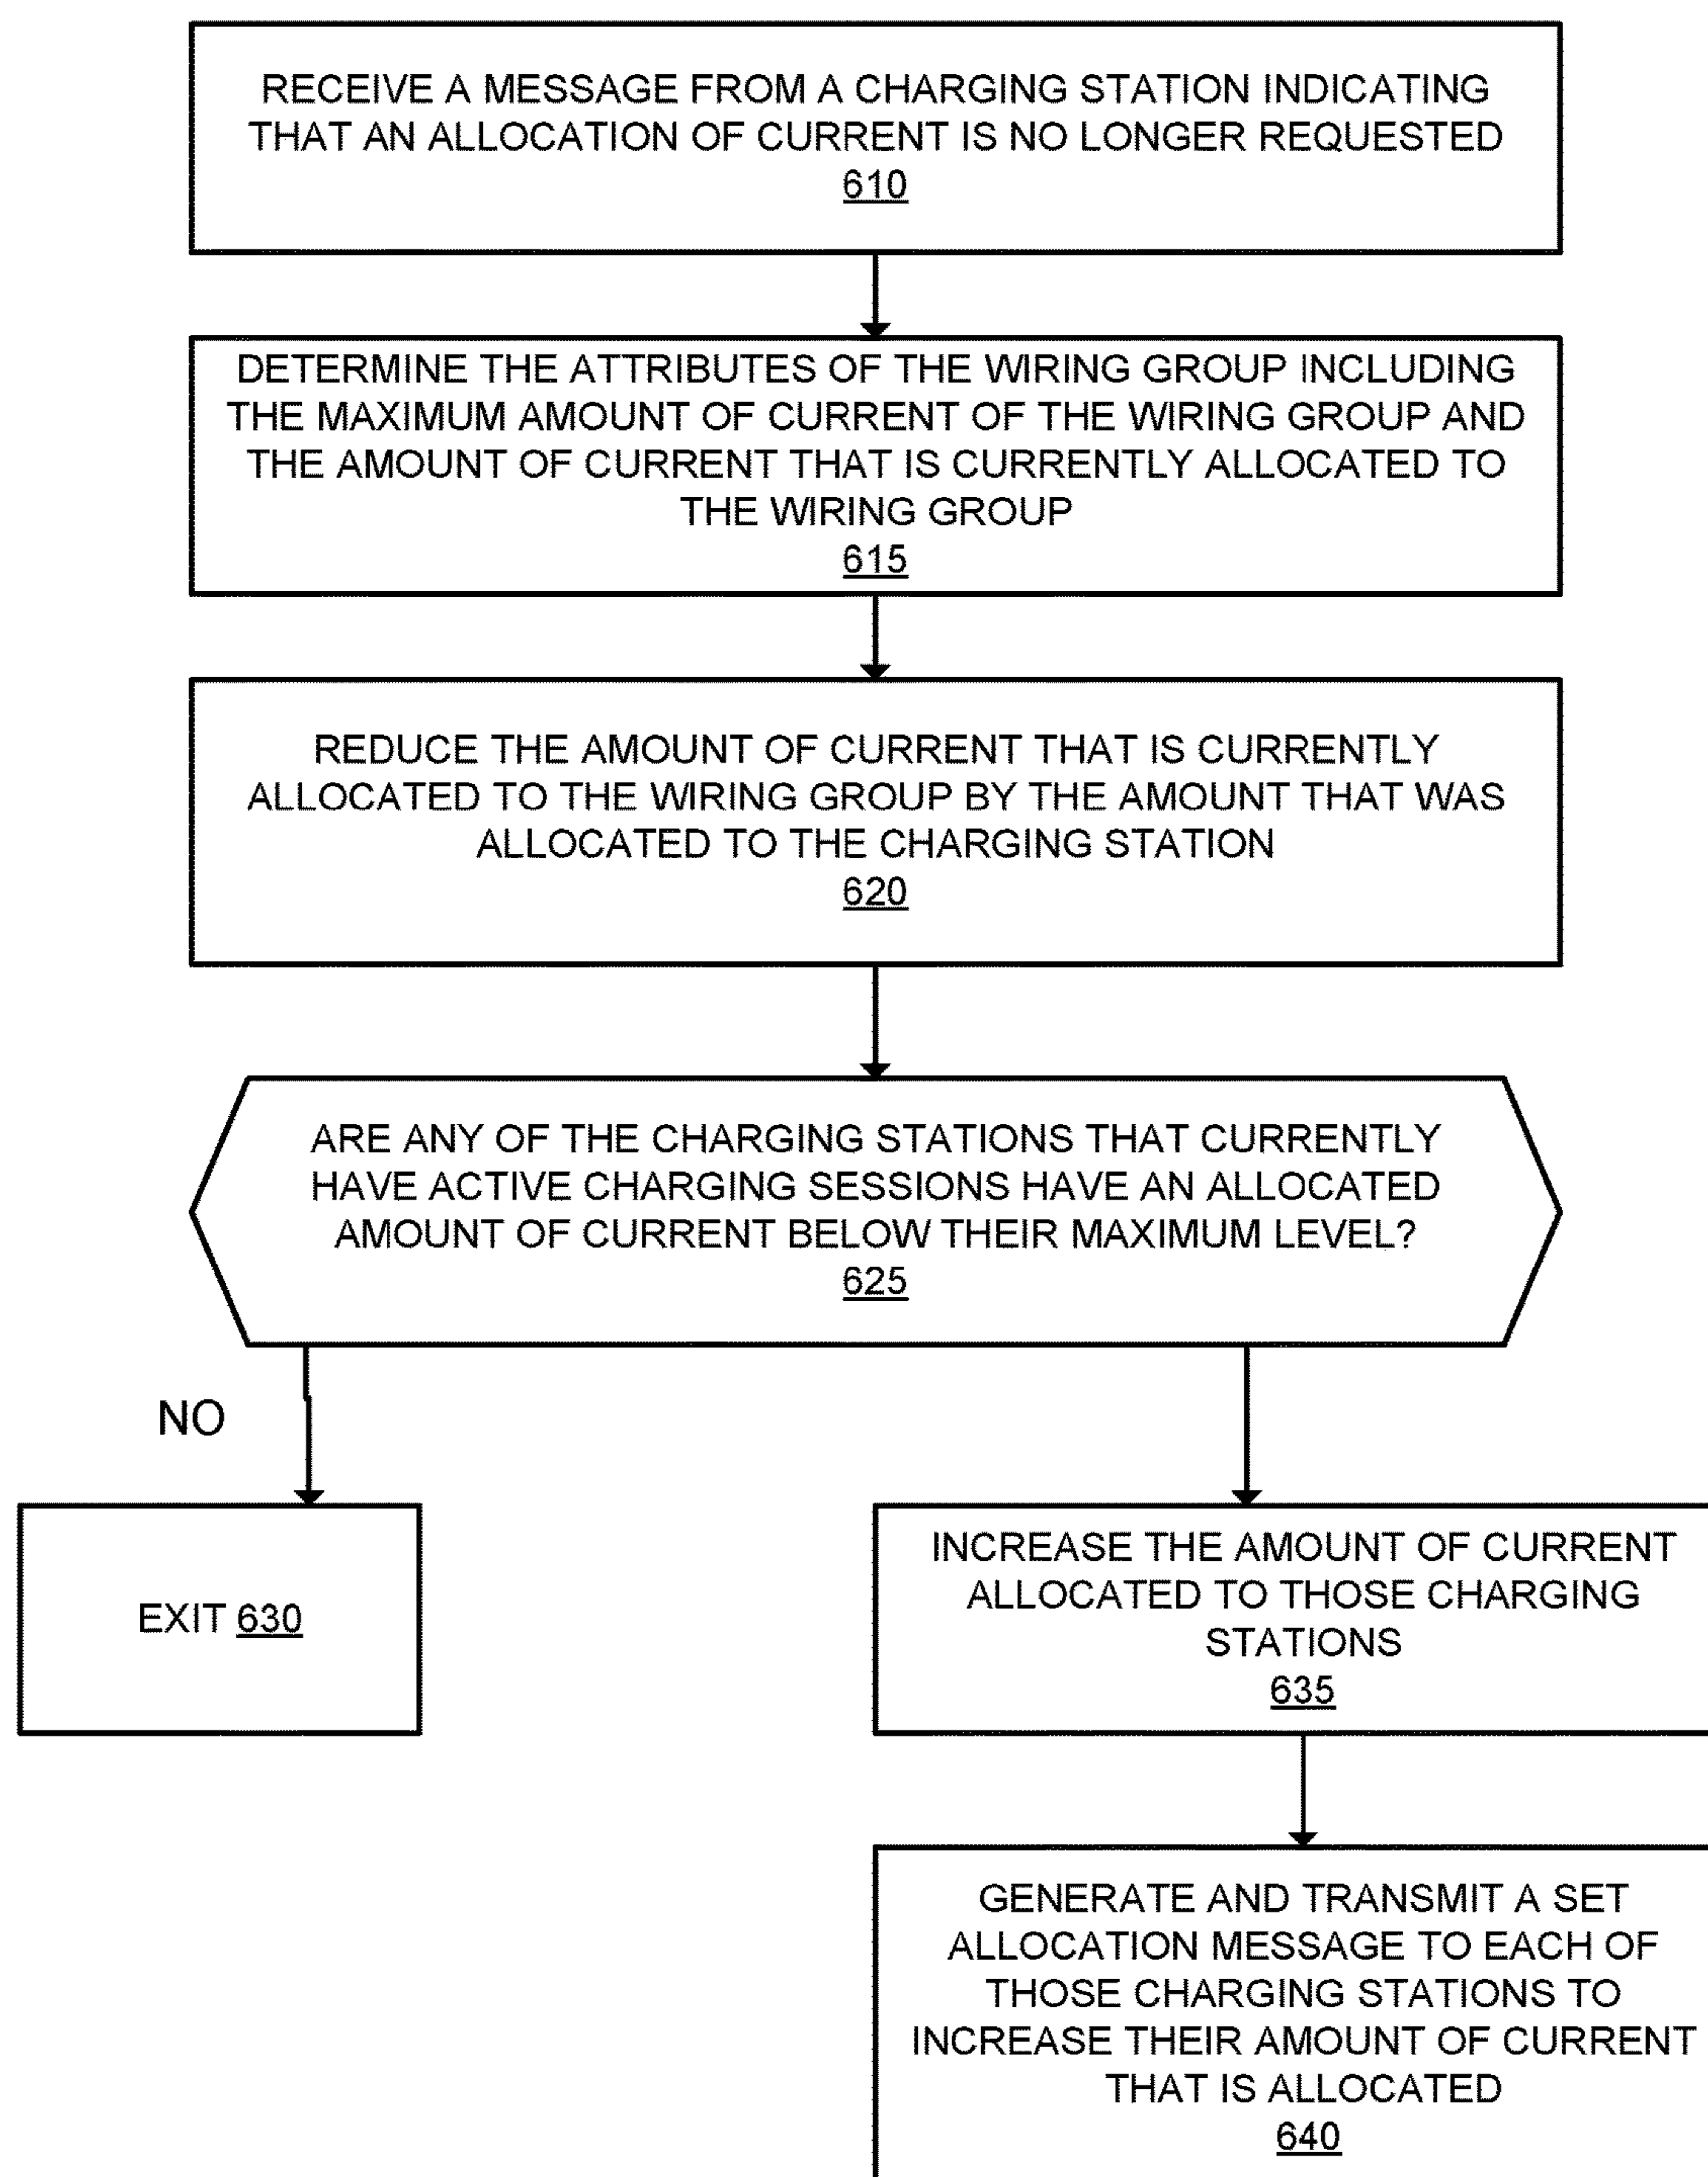 RECEIVE A MESSAGE FROM A CHARGING STATION INDICATING
THAT AN ALLOCATION OF CURRENT IS NO LONGER REQUESTED
610
DETERMINE THE ATTRIBUTES OF THE WIRING GROUP INCLUDING
THE MAXIMUM AMOUNT OF CURRENT OF THE WIRING GROUP AND
THE AMOUNT OF CURRENT THAT IS CURRENTLY ALLOCATED TO
THE WIRING GROUP
615
REDUCE THE AMOUNT OF CURRENT THAT IS CURRENTLY
ALLOCATED TO THE WIRING GROUP BY THE AMOUNT THAT WAS
ALLOCATED TO THE CHARGING STATION
620
ARE ANY OF THE CHARGING STATIONS THAT CURRENTLY
HAVE ACTIVE CHARGING SESSIONS HAVE AN ALLOCATED
AMOUNT OF CURRENT BELOW THEIR MAXIMUM LEVEL?
625
NO
EXIT 630
INCREASE THE AMOUNT OF CURRENT
ALLOCATED TO THOSE CHARGING
STATIONS
635
GENERATE AND TRANSMIT A SET
ALLOCATION MESSAGE TO EACH OF
THOSE CHARGING STATIONS TO
INCREASE THEIR AMOUNT OF CURRENT
THAT IS ALLOCATED
640